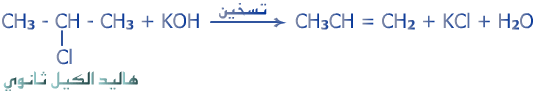 تسخين
CH₃ - CH - CH₃ + KOH ⟶ CH₃CH = CH₂ + KCl + H₂O
Cl
هاليد الكيل ثانوي